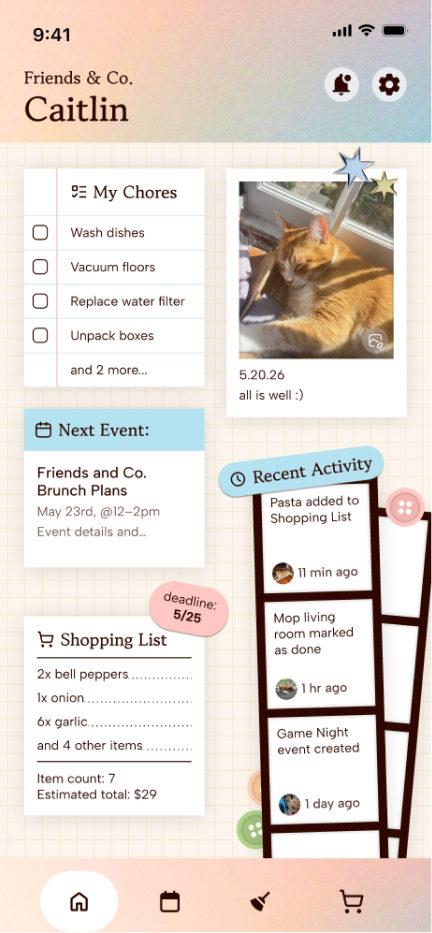 9:41
Friends & Co.
Caitlin
My Chores
Wash dishes
Vacuum floors
Replace water filter
Unpack boxes
and 2 more...
5.20.26
all is well :)
Next Event:
Friends and Co.
Brunch Plans
May 23rd, @12–2pm
Event details and...
Recent Activity
Pasta added to
Shopping List
11 min ago
Mop living
room marked
as done
1 hr ago
Game Night
event created
1 day ago
deadline:
5/25
Shopping List
2x bell peppers
1x onion
6x garlic
and 4 other items
Item count: 7
Estimated total: $29